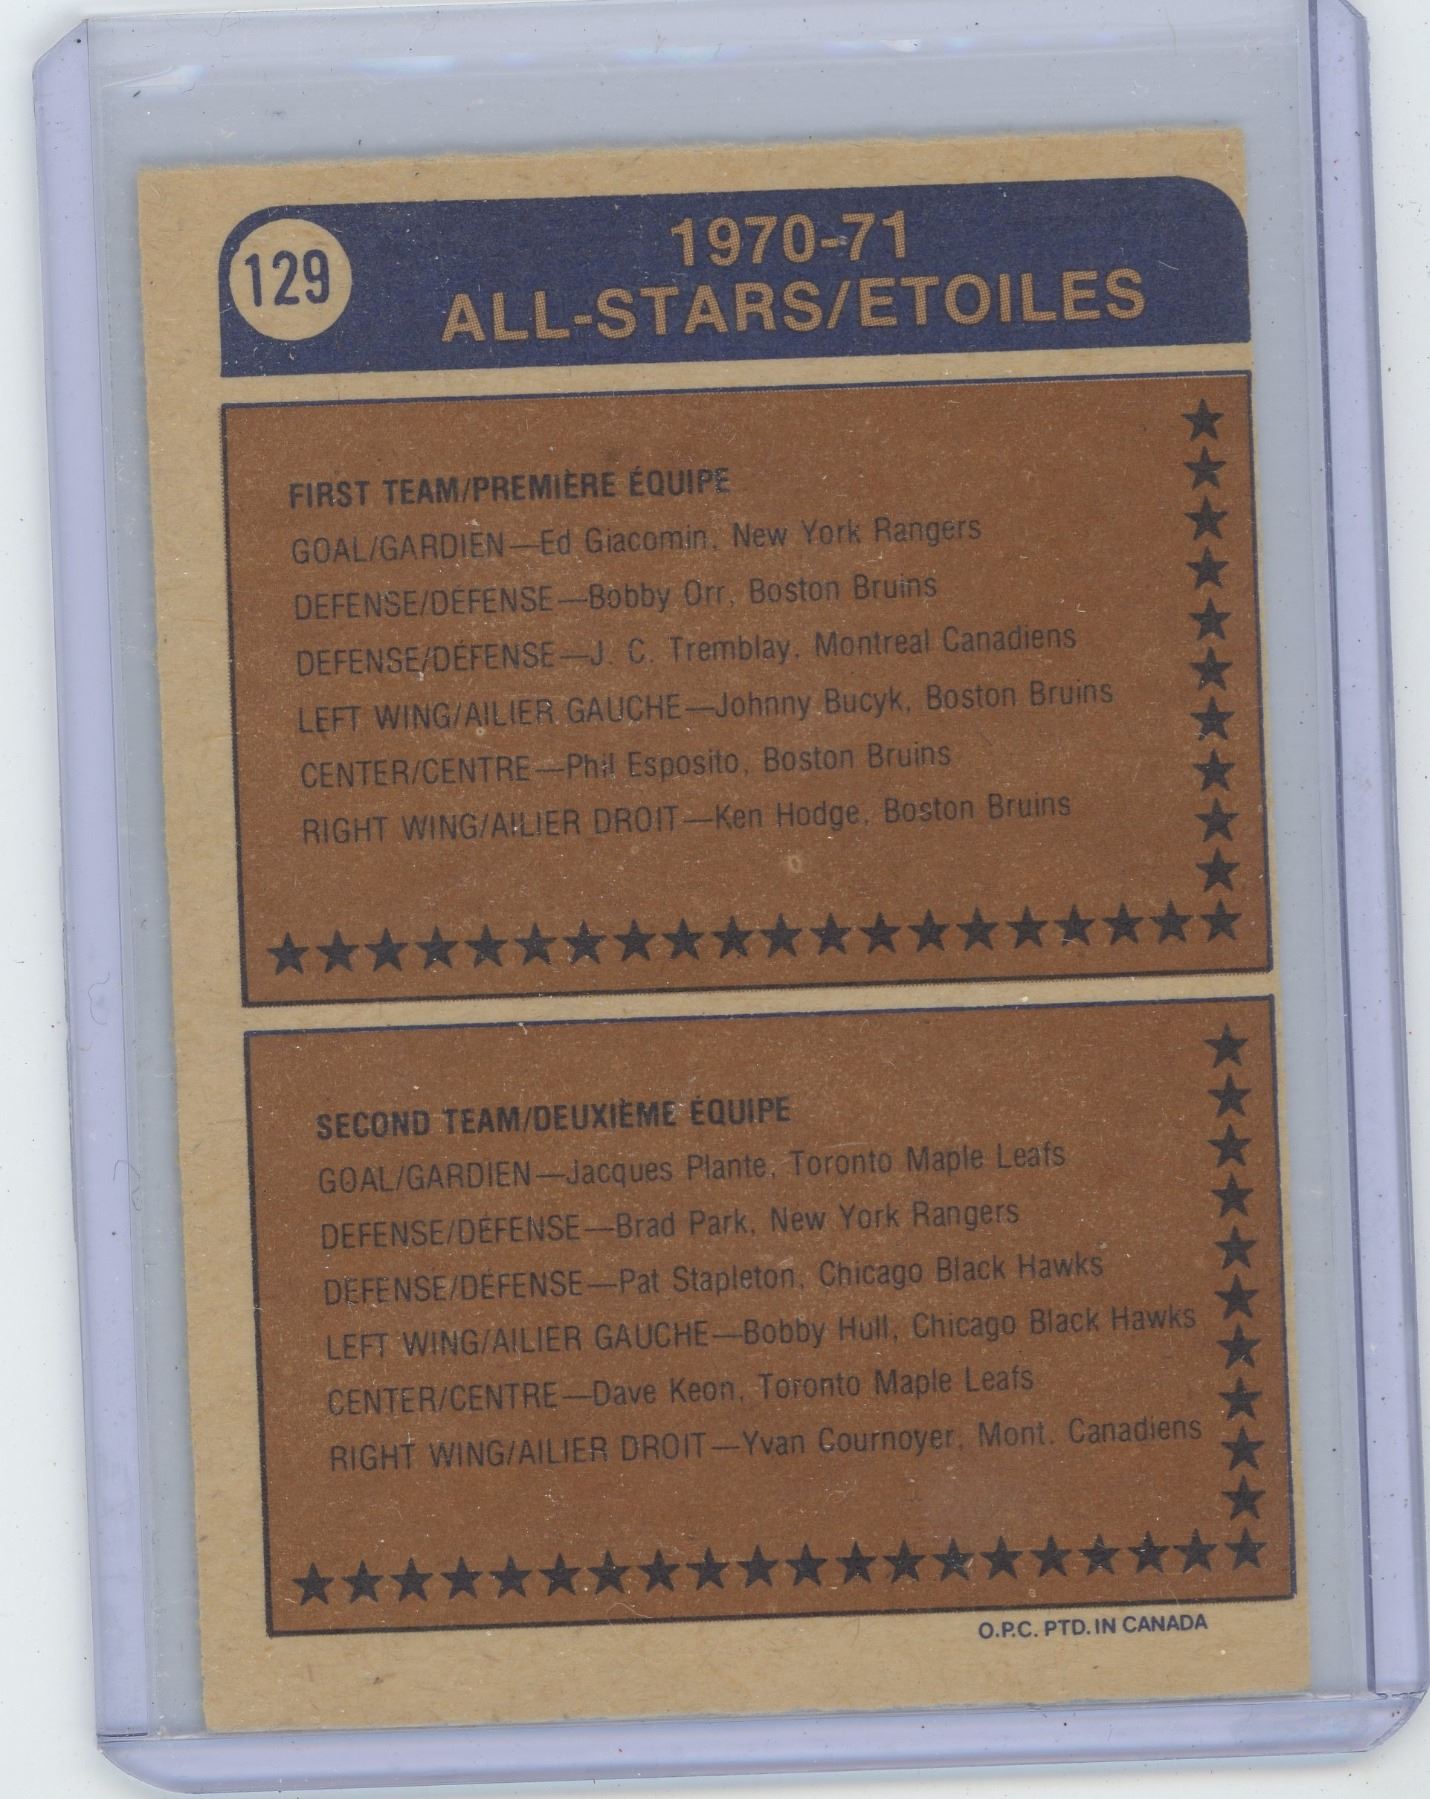 129
1970-71
ALL-STARS/ETOILES
FIRST TEAM/PREMIÈRE ÉQUIPE
GOAL/GARDIEN—Ed Giacomin, New York Rangers
DEFENSE/DÉFENSE—Bobby Orr, Boston Bruins
DEFENSE/DÉFENSE—J. C. Tremblay, Montreal Canadiens
LEFT WING/AILIER GAUCHE—Johnny Bucyk, Boston Bruins
CENTER/CENTRE—Phil Esposito, Boston Bruins
RIGHT WING/AILIER DROIT—Ken Hodge, Boston Bruins
SECOND TEAM/DEUXIÈME ÉQUIPE
GOAL/GARDIEN—Jacques Plante, Toronto Maple Leafs
DEFENSE/DÉFENSE—Brad Park, New York Rangers
DEFENSE/DÉFENSE—Pat Stapleton, Chicago Black Hawks
LEFT WING/AILIER GAUCHE—Bobby Hull, Chicago Black Hawks
CENTER/CENTRE—Dave Keon, Toronto Maple Leafs
RIGHT WING/AILIER DROIT—Yvan Cournoyer, Mont. Canadiens
O.P.C. PTD. IN CANADA